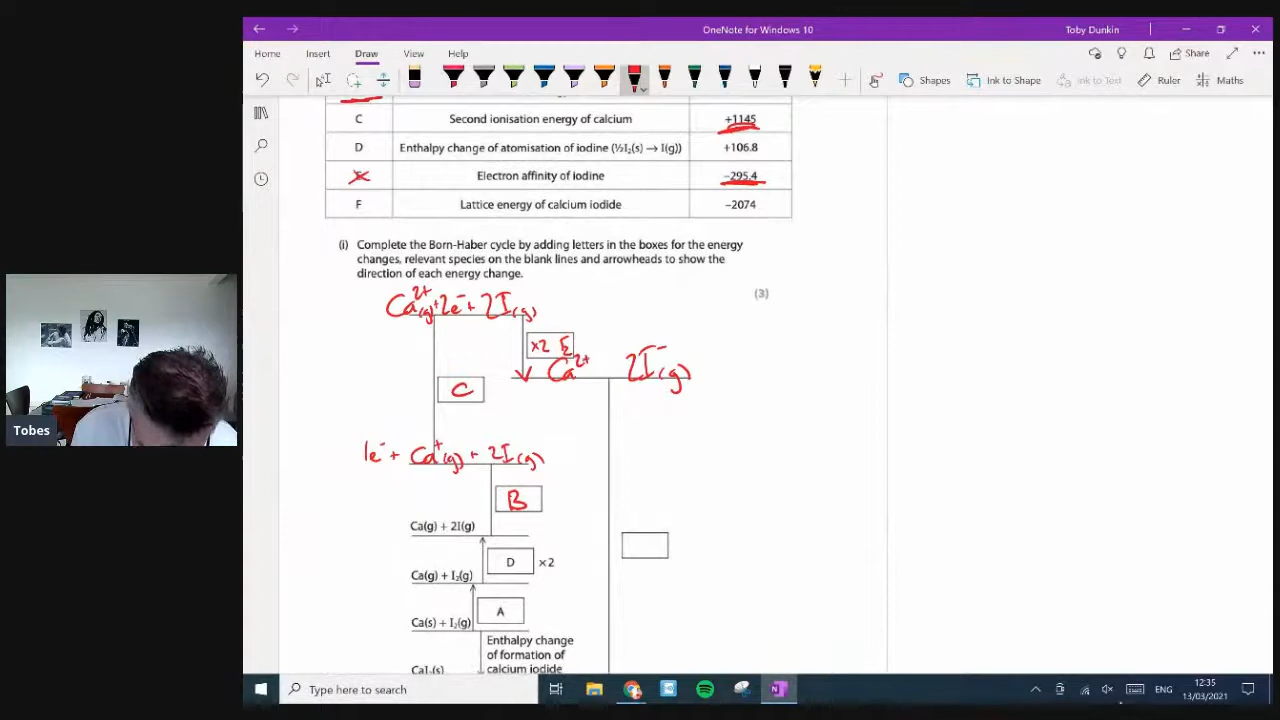 OneNote for Windows 10
Toby Dunkin
Home Insert Draw View Help
Share
Shapes
Ink to Shape
Ink to Text
Ruler
Maths
C Second ionisation energy of calcium +1145
D Enthalpy change of atomisation of iodine (½I₂(s) → I(g)) +106.8
E Electron affinity of iodine −295.4
F Lattice energy of calcium iodide −2074
(i) Complete the Born-Haber cycle by adding letters in the boxes for the energy
changes, relevant species on the blank lines and arrowheads to show the
direction of each energy change.
(3)
Ca²⁺(g) + 2e⁻ + 2I(g)
×2 E
Ca²⁺ 2I⁻(g)
C
1e⁻ + Ca⁺(g) + 2I(g)
B
Ca(g) + 2I(g)
D ×2
Ca(g) + I₂(g)
A
Ca(s) + I₂(g)
Enthalpy change
of formation of
calcium iodide
CaI₂(s)
Tobes
Type here to search
ENG
12:35
13/03/2021